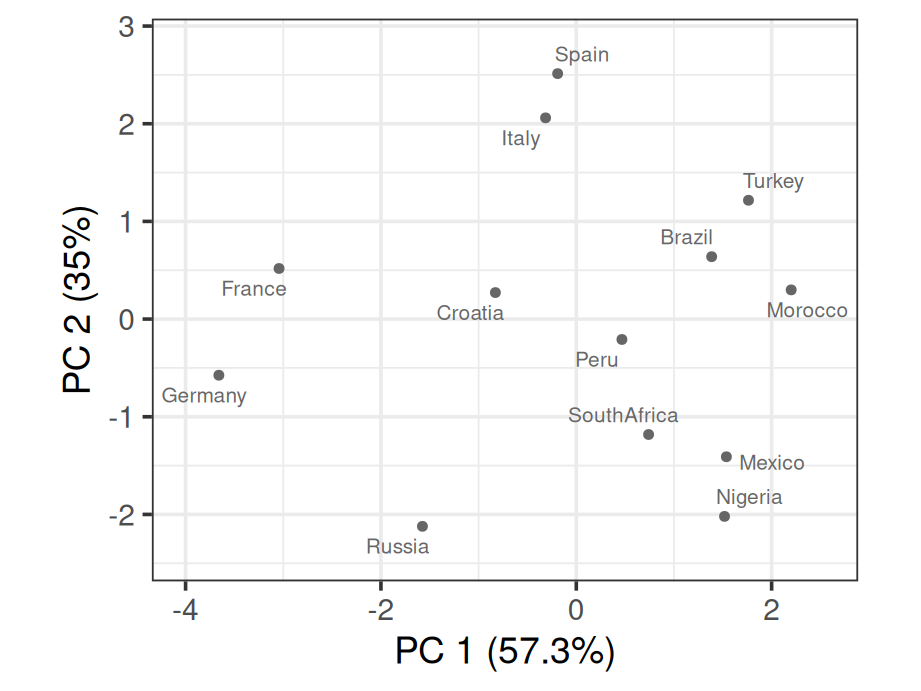 3
Spain
2
Italy
Turkey
1
Brazil
France
Croatia
Morocco
0
Peru
Germany
-1
SouthAfrica
Mexico
Nigeria
-2
Russia
-4
-2
0
2
PC 1 (57.3%)
PC 2 (35%)